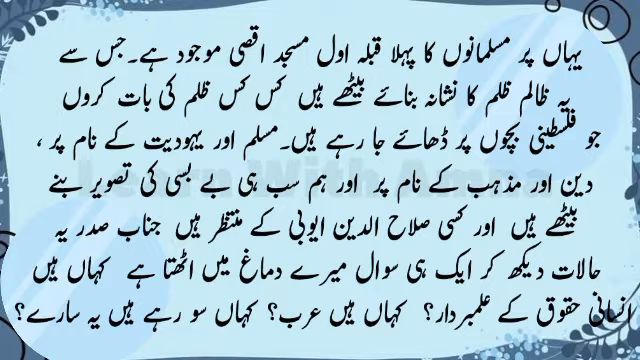 یہاں پر مسلمانوں کا پہلا قبلہ اول مسجد اقصی موجود ہے۔جس سے
یہ ظالم ظلم کا نشانہ بنائے بیٹھے ہیں کس کس ظلم کی بات کروں
جو فلسطینی بچوں پر ڈھائے جا رہے ہیں۔مسلم اور یہودیت کے نام پر ،
دین اور مذہب کے نام پر اور ہم سب ہی بے بسی کی تصویر بنے
بیٹھے ہیں اور کسی صلاح الدین ایوبی کے منتظر ہیں جناب صدر یہ
حالات دیکھ کر ایک ہی سوال میرے دماغ میں اٹھتا ہے کہاں ہیں
انسانی حقوق کے علمبردار؟ کہاں ہیں عرب؟ کہاں سو رہے ہیں یہ سارے؟
Learn With